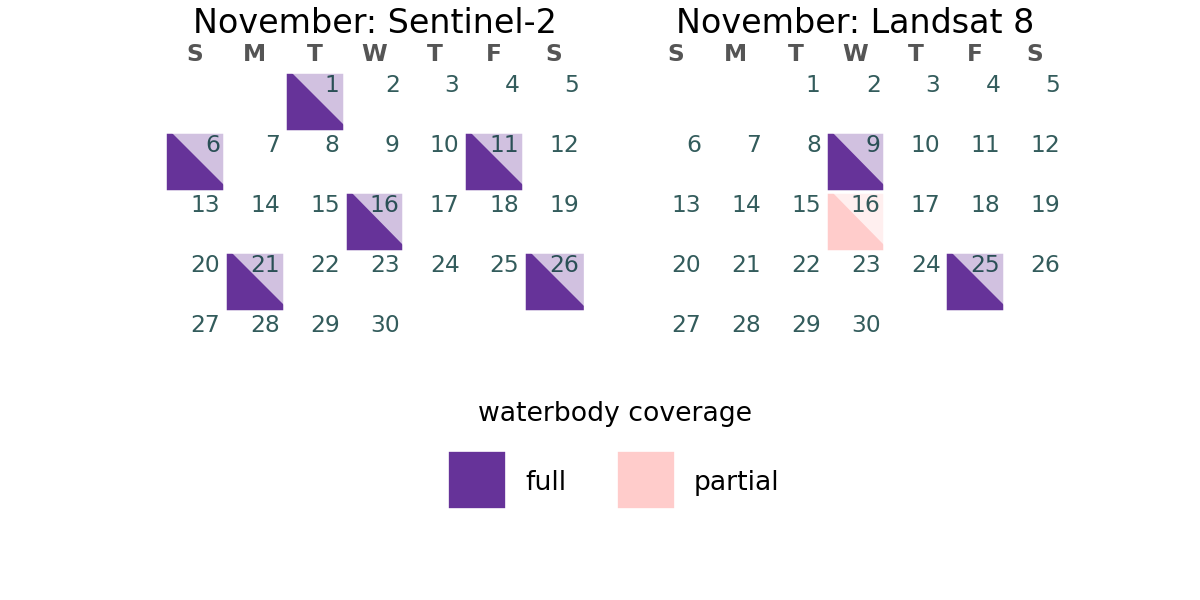 November: Sentinel-2
S M T W T F S
1 2 3 4 5
6 7 8 9 10 11 12
13 14 15 16 17 18 19
20 21 22 23 24 25 26
27 28 29 30
November: Landsat 8
S M T W T F S
1 2 3 4 5
6 7 8 9 10 11 12
13 14 15 16 17 18 19
20 21 22 23 24 25 26
27 28 29 30
waterbody coverage
full
partial